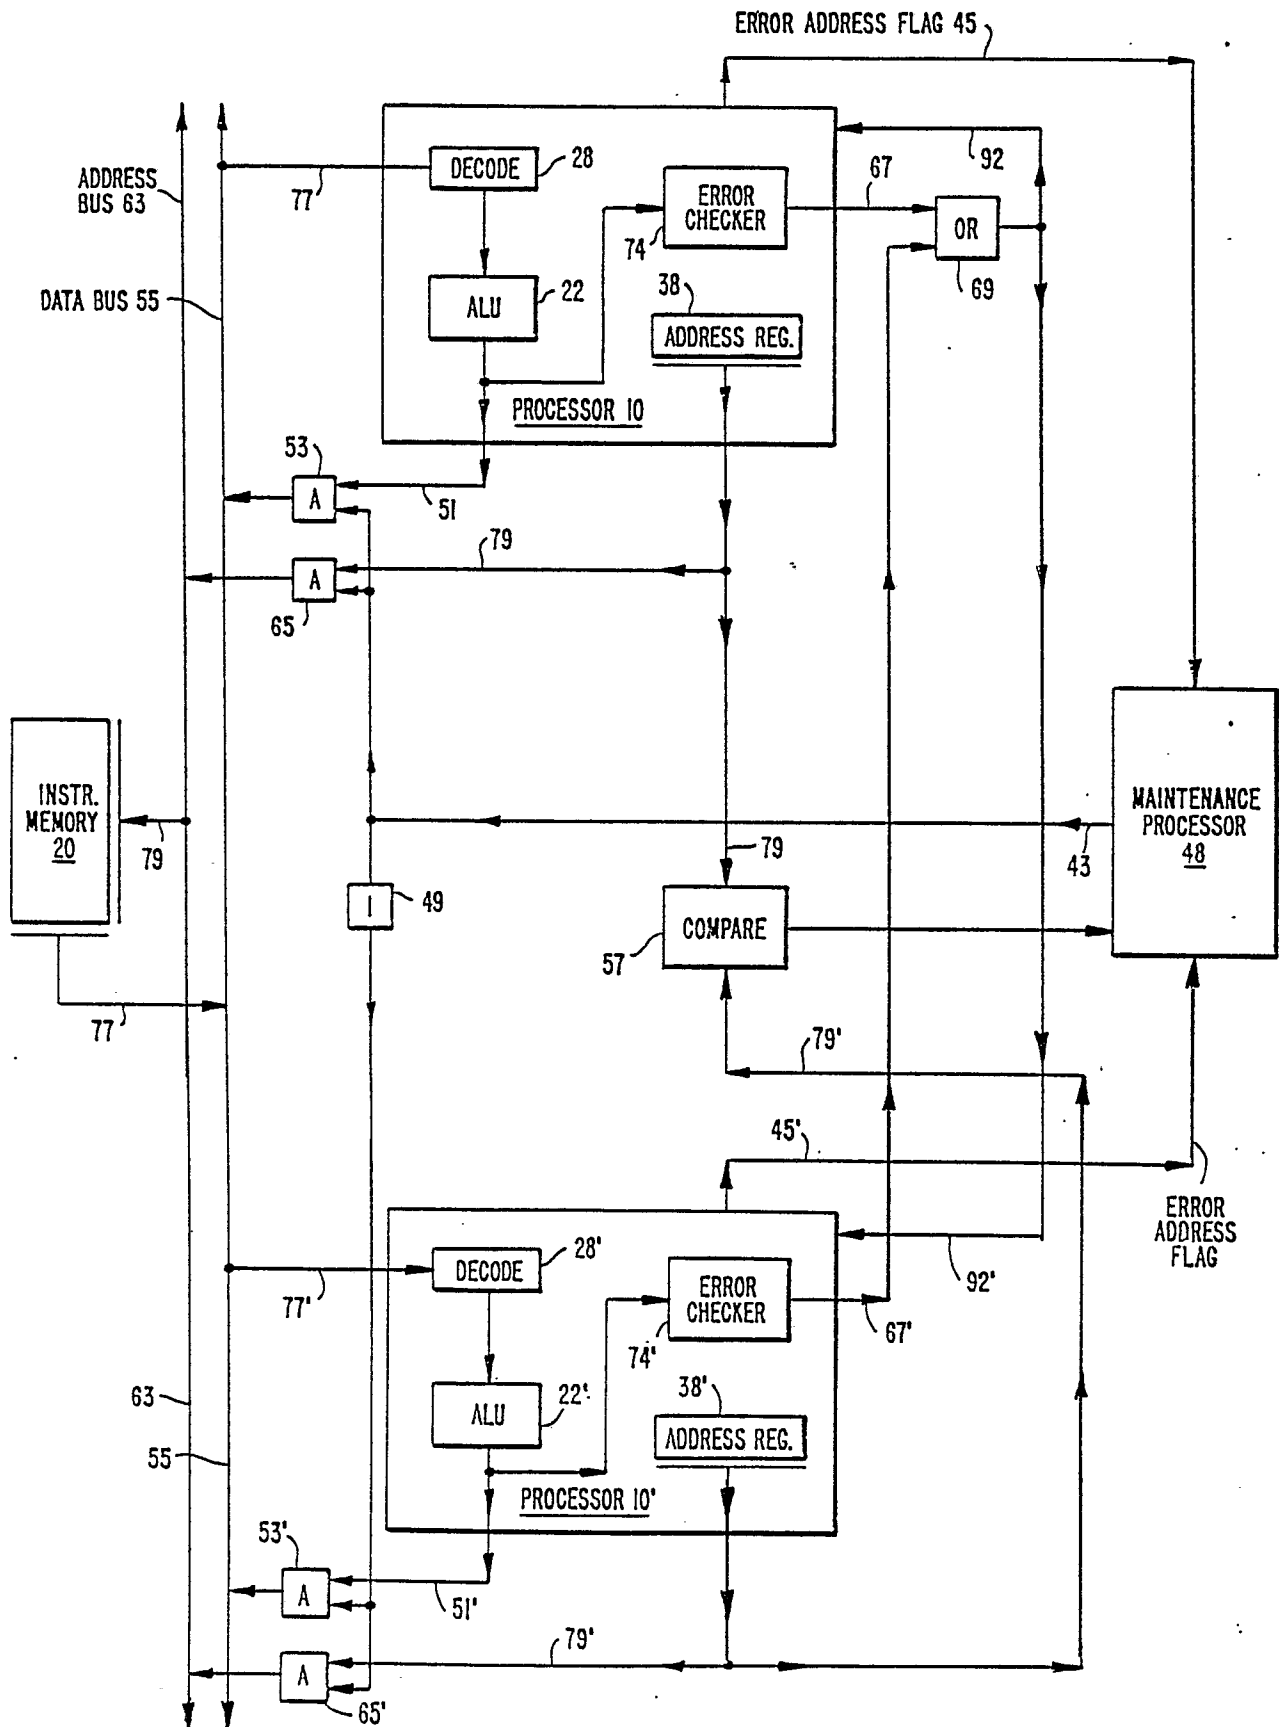 ERROR ADDRESS FLAG 45
ADDRESS
BUS 63
77
DECODE
28
ERROR
CHECKER
74
67
92
OR
69
DATA BUS 55
ALU
22
38
ADDRESS REG.
PROCESSOR 10
53
A
51
79
A
65
INSTR.
MEMORY
20
79
MAINTENANCE
PROCESSOR
48
43
79
I
49
COMPARE
57
77
79'
45'
ERROR
ADDRESS
FLAG
DECODE
28'
77'
ERROR
CHECKER
74'
67'
92'
63
ALU
22'
38'
ADDRESS REG.
55
PROCESSOR 10'
53'
A
51'
79'
A
65'